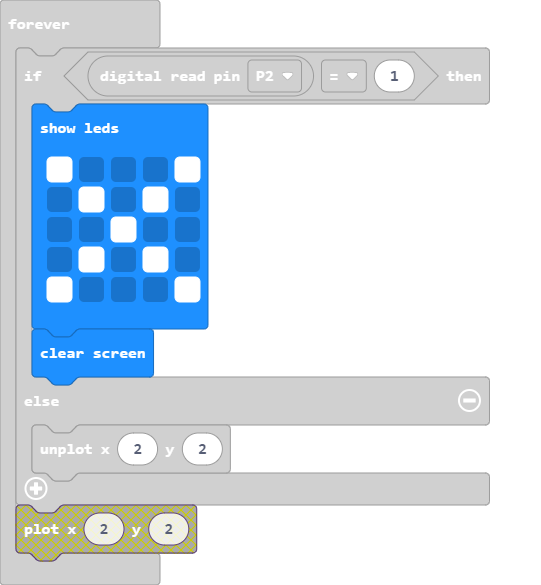 forever
if digital read pin P2 = 1 then
show leds
clear screen
else
unplot x 2 y 2
plot x 2 y 2